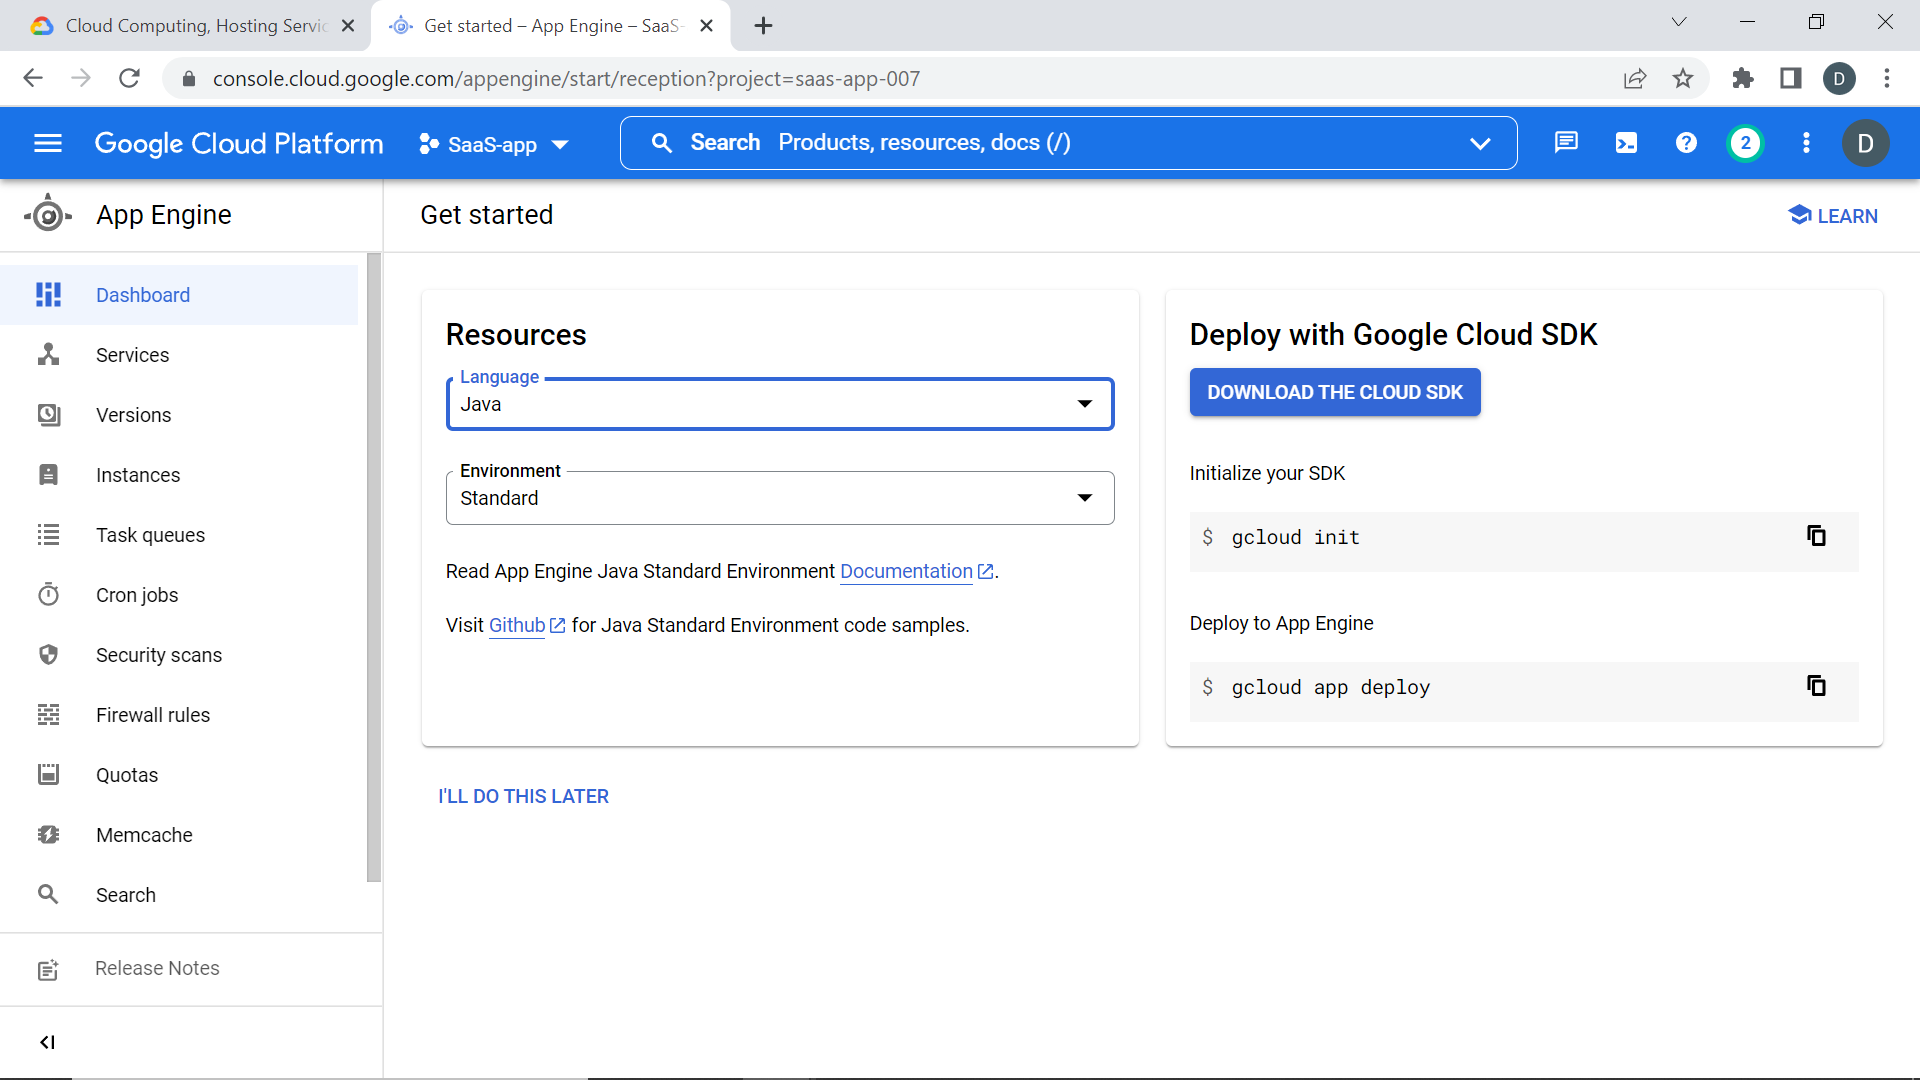 Cloud Computing, Hosting Servic
Get started – App Engine – SaaS-
console.cloud.google.com/appengine/start/reception?project=saas-app-007
D
Google Cloud Platform
SaaS-app
Search Products, resources, docs (/)
2
D
App Engine
Get started
LEARN
Dashboard
Services
Versions
Instances
Task queues
Cron jobs
Security scans
Firewall rules
Quotas
Memcache
Search
Release Notes
Resources
Language
Java
Environment
Standard
Read App Engine Java Standard Environment Documentation.
Visit Github for Java Standard Environment code samples.
I'LL DO THIS LATER
Deploy with Google Cloud SDK
DOWNLOAD THE CLOUD SDK
Initialize your SDK
$ gcloud init
Deploy to App Engine
$ gcloud app deploy